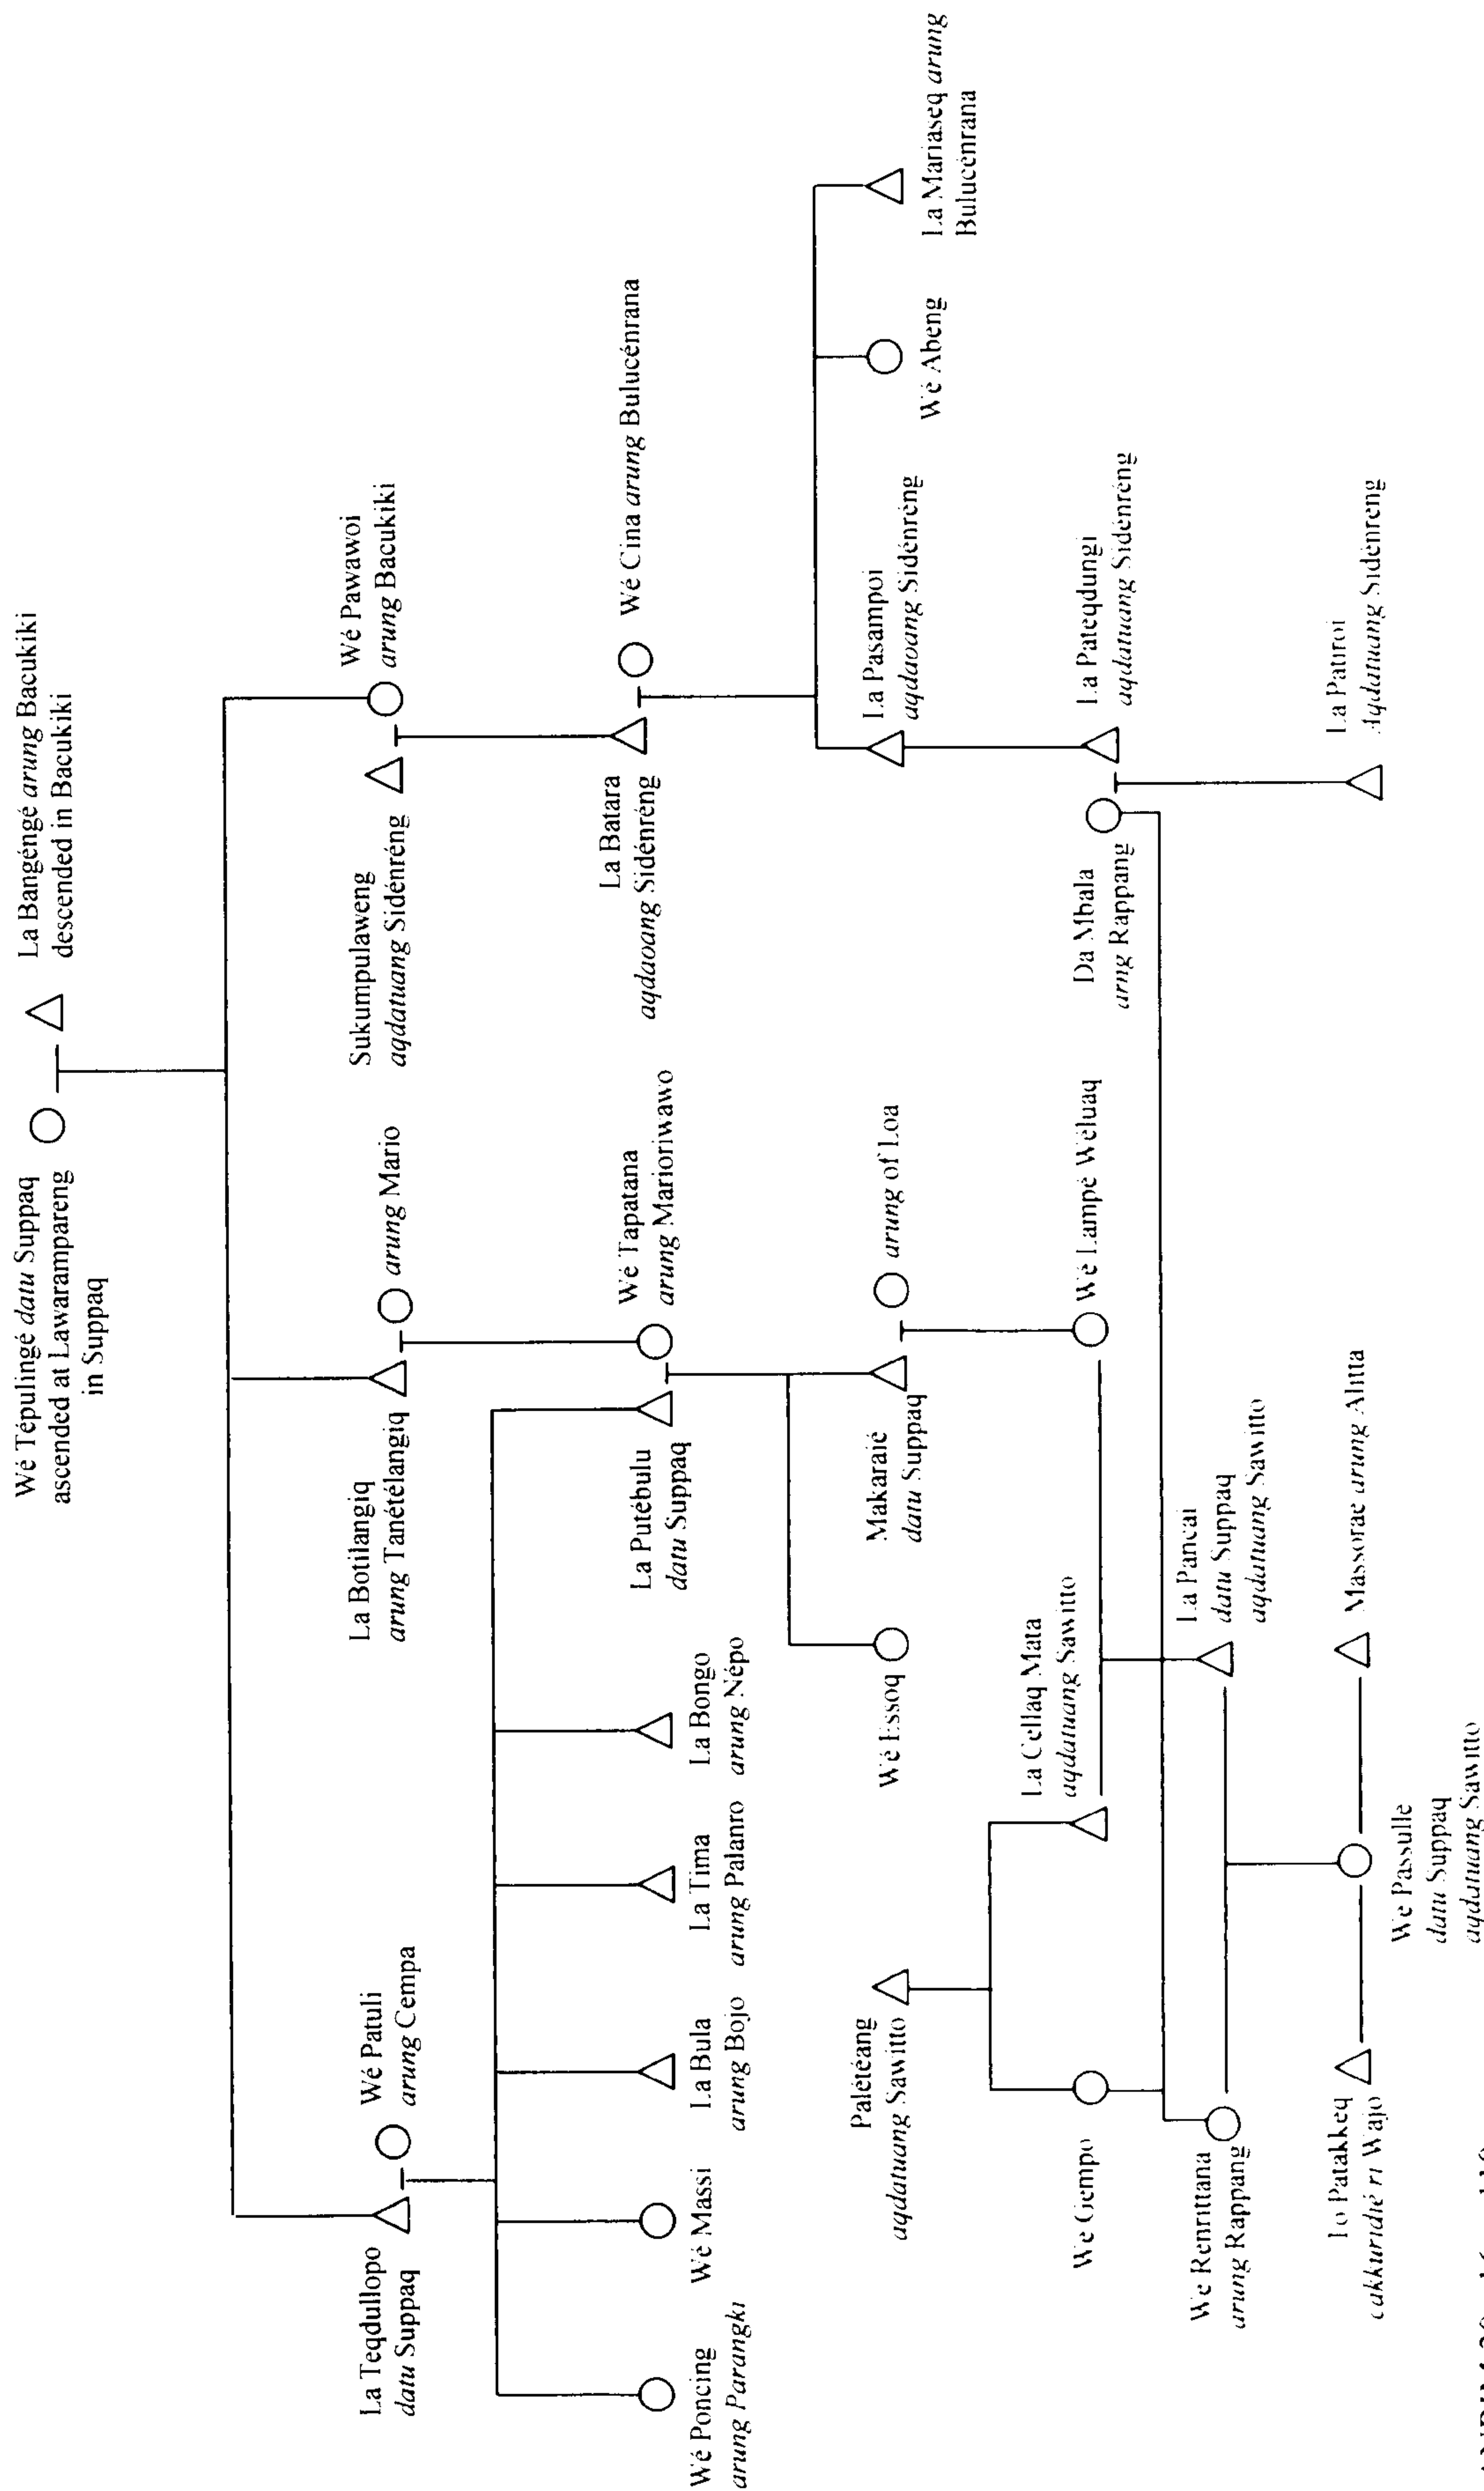 Wé Tépulingé datu Suppaq
ascended at Lawarampareng
in Suppaq
La Bangéngé arung Bacukiki
descended in Bacukiki
La Teqdullopo
datu Suppaq
Wé Patuli
arung Cempa
La Botilangiq
arung Tanételangiq
arung Mario
Sukumpulaweng
aqdatuang Sidénréng
Wé Pawawoi
arung Bacukiki
Wé Poncing
arung Parangki
Wé Massi
La Bula
arung Bojo
La Tima
arung Palanro
La Bongo
arung Népo
La Putébulu
datu Suppaq
Wé Tapatana
arung Marioriwawo
La Batara
aqdaoang Sidénréng
Wé Cina arung Bulucénrana
Palétéang
aqdatuang Sawitto
Wé Essoq
Makaraié
datu Suppaq
arung of Loa
La Pasampoi
aqdaoang Sidénréng
Wé Abeng
La Mariaseq arung
Bulucénrana
We Gempo
La Cellaq Mata
aqdatuang Sawitto
Wé Lampé Wéluaq
Da Mbala
arng Rappang
La Pateqdungi
aqdatuang Sidénréng
We Renrittana
arung Rappang
La Pancai
datu Suppaq
aqdatuang Sawitto
To Patakkeq
cakkuridié ri Wajo
We Passulle
datu Suppaq
aqdatuang Sawitto
Massorae arung Alitta
La Patiroi
Aqdatuang Sidénréng